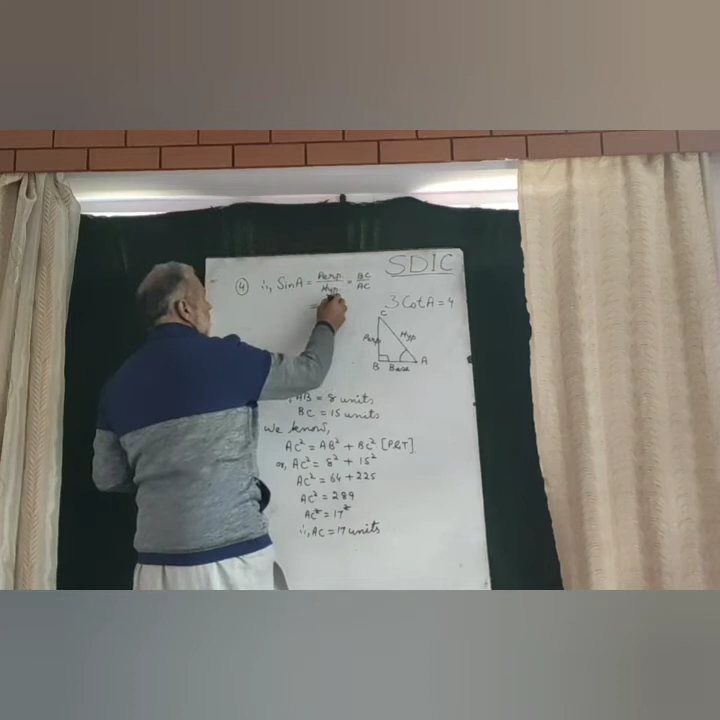 SDIC
④ ∴, SinA = Perp/Hyp = BC/AC
=
3 Cot A = 4
C
Perp Hyp
A
B Base
AB = 8 units
BC = 15 units
We know,
AC² = AB² + BC² [P&T]
or, AC² = 8² + 15²
AC² = 64 + 225
AC² = 289
AC² = 17²
∴, AC = 17 units